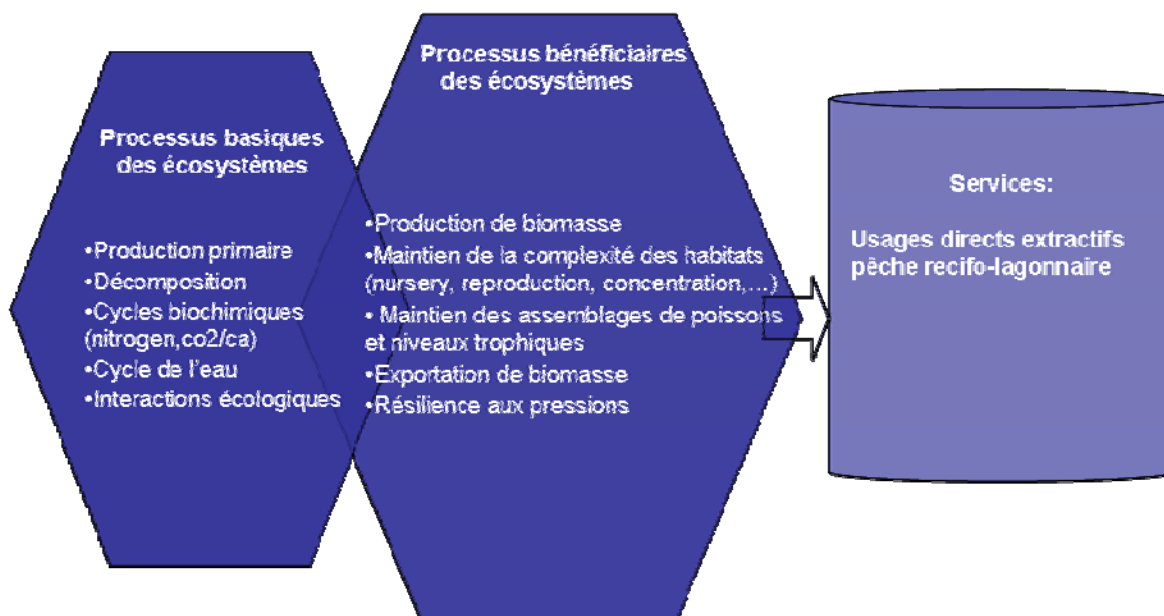 Processus basiques
des écosystèmes
•Production primaire
•Décomposition
•Cycles biochimiques
(nitrogen,co2/ca)
•Cycle de l'eau
•Interactions écologiques
Processus bénéficiaires
des écosystèmes
•Production de biomasse
•Maintien de la complexité des habitats
(nursery, reproduction, concentration,...)
• Maintien des assemblages de poissons
et niveaux trophiques
•Exportation de biomasse
•Résilience aux pressions
Services:
Usages directs extractifs
pêche recifo-lagonnaire